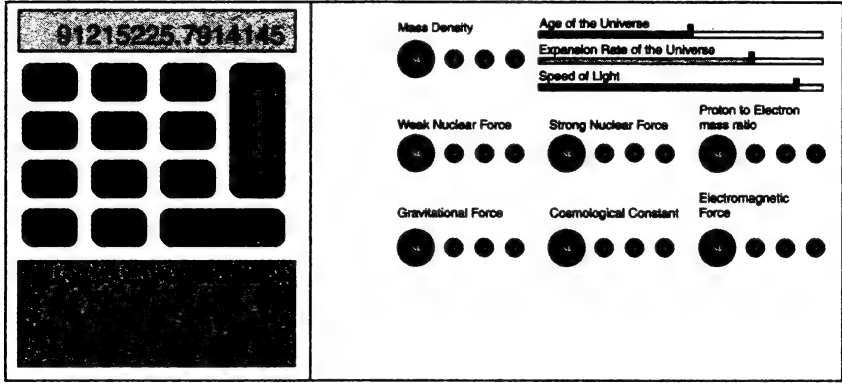 91215225.7914145
Mass Density
Age of the Universe
Expansion Rate of the Universe
Speed of Light
Weak Nuclear Force
Strong Nuclear Force
Proton to Electron
mass ratio
Gravitational Force
Cosmological Constant
Electromagnetic
Force